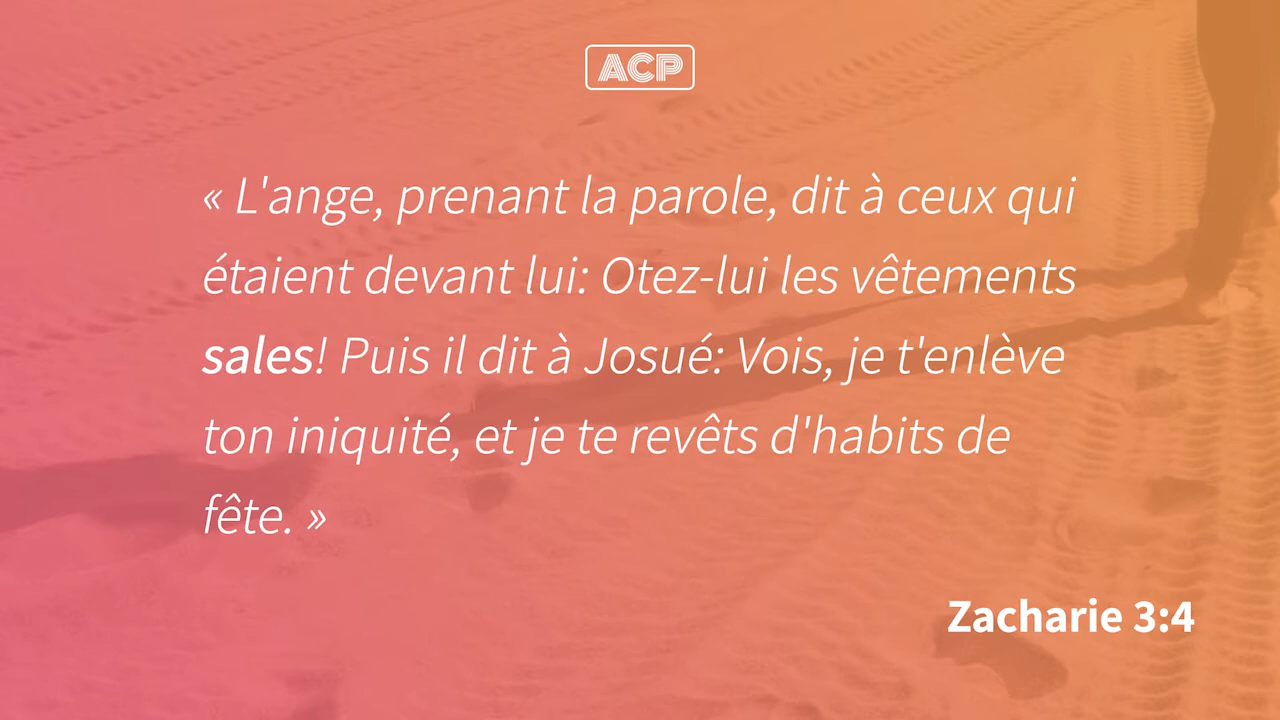 ACP
« L'ange, prenant la parole, dit à ceux qui
étaient devant lui: Otez-lui les vêtements
sales! Puis il dit à Josué: Vois, je t'enlève
ton iniquité, et je te revêts d'habits de
fête. »
Zacharie 3:4